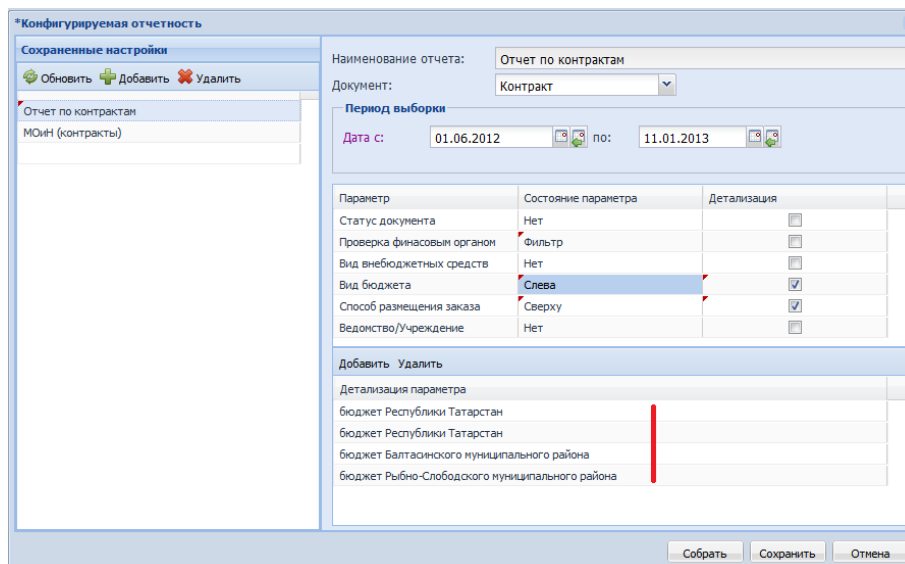 *Конфигурируемая отчетность
Сохраненные настройки
Обновить Добавить Удалить
Отчет по контрактам
МОиН (контракты)
Наименование отчета: Отчет по контрактам
Документ: Контракт
Период выборки
Дата с: 01.06.2012 по: 11.01.2013
Параметр Состояние параметра Детализация
Статус документа Нет
Проверка финасовым органом Фильтр
Вид внебюджетных средств Нет
Вид бюджета Слева
Способ размещения заказа Сверху
Ведомство/Учреждение Нет
Добавить Удалить
Детализация параметра
бюджет Республики Татарстан
бюджет Республики Татарстан
бюджет Балтасинского муниципального района
бюджет Рыбно-Слободского муниципального района
Собрать Сохранить Отмена